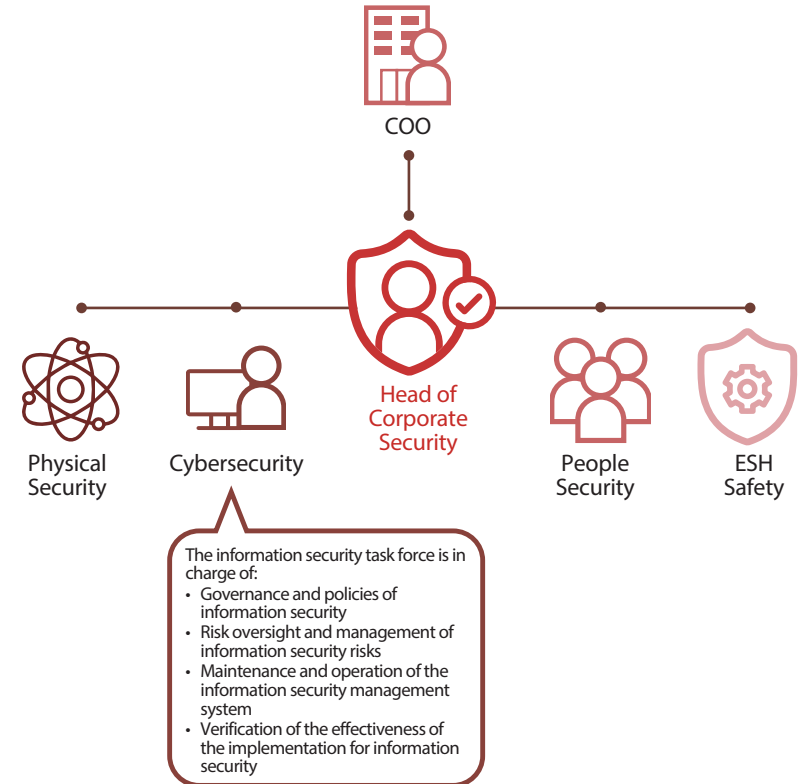 COO
Head of
Corporate
Security
Physical
Security
Cybersecurity
People
Security
ESH
Safety
The information security task force is in
charge of:
• Governance and policies of
information security
• Risk oversight and management of
information security risks
• Maintenance and operation of the
information security management
system
• Verification of the effectiveness of
the implementation for information
security